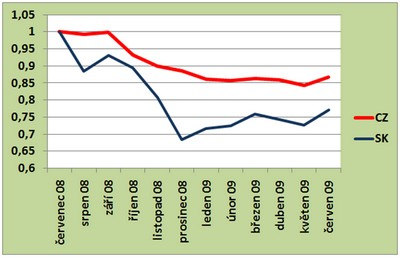 1,05
1
0,95
0,9
0,85
0,8
0,75
0,7
0,65
0,6
CZ
SK
červenec 08
srpen 08
září 08
říjen 08
listopad 08
prosinec 08
leden 09
únor 09
březen 09
duben 09
květen 09
červen 09